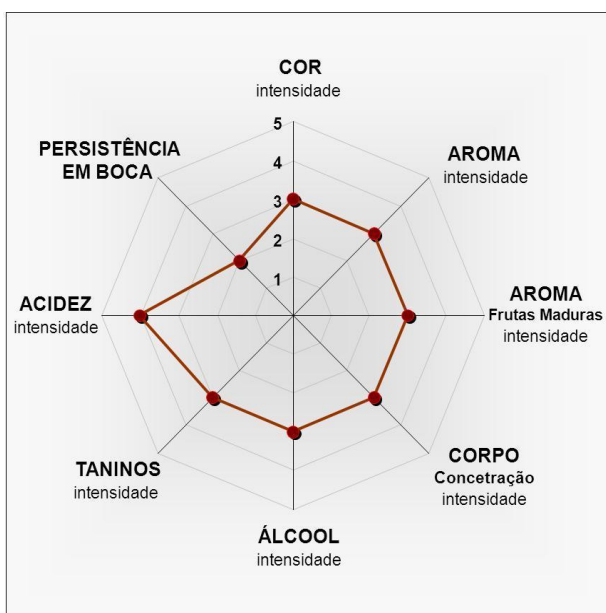 COR
intensidade
5
4
3
2
1
AROMA
intensidade
AROMA
Frutas Maduras
intensidade
CORPO
Concetração
intensidade
ÁLCOOL
intensidade
TANINOS
intensidade
ACIDEZ
intensidade
PERSISTÊNCIA
EM BOCA